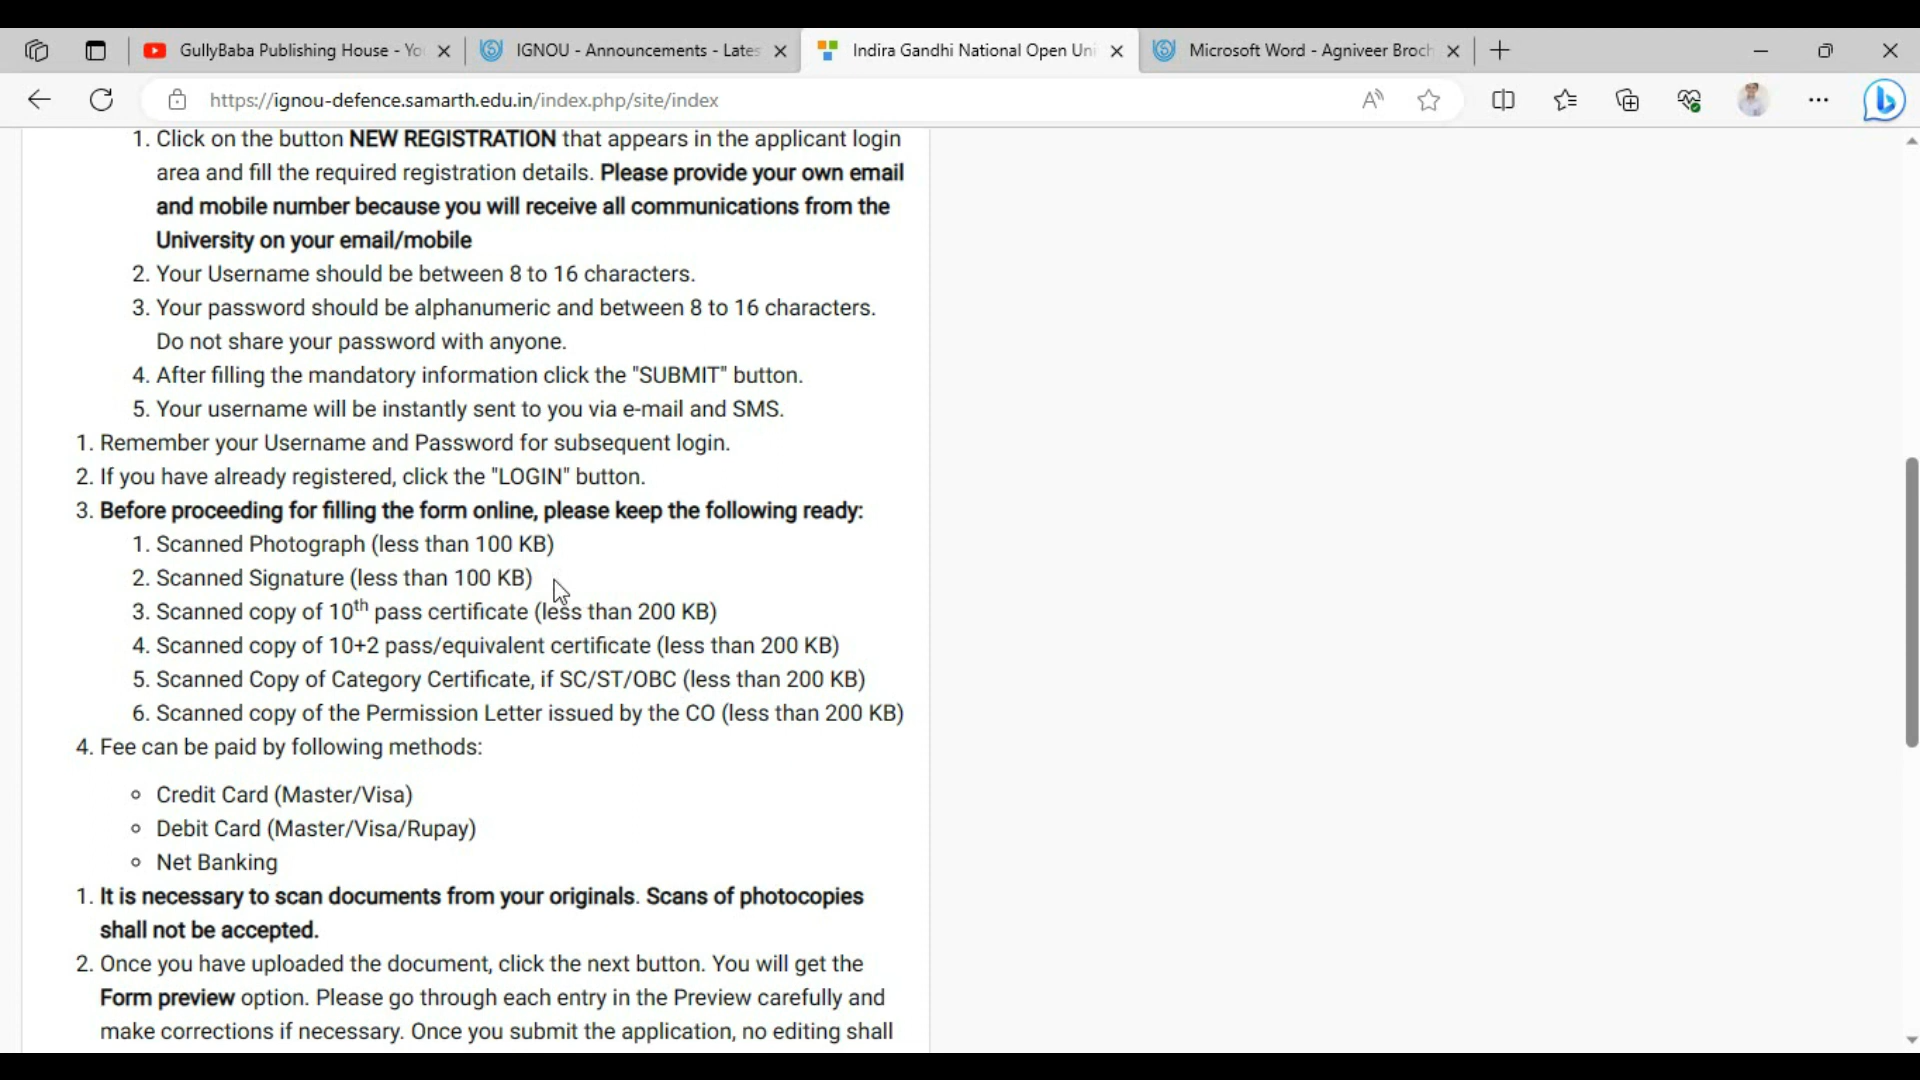 GullyBaba Publishing House - Yo
IGNOU - Announcements - Lates
Indira Gandhi National Open Uni
Microsoft Word - Agniveer Broch
https://ignou-defence.samarth.edu.in/index.php/site/index
1. Click on the button NEW REGISTRATION that appears in the applicant login
area and fill the required registration details. Please provide your own email
and mobile number because you will receive all communications from the
University on your email/mobile
2. Your Username should be between 8 to 16 characters.
3. Your password should be alphanumeric and between 8 to 16 characters.
Do not share your password with anyone.
4. After filling the mandatory information click the "SUBMIT" button.
5. Your username will be instantly sent to you via e-mail and SMS.
1. Remember your Username and Password for subsequent login.
2. If you have already registered, click the "LOGIN" button.
3. Before proceeding for filling the form online, please keep the following ready:
1. Scanned Photograph (less than 100 KB)
2. Scanned Signature (less than 100 KB)
3. Scanned copy of 10th pass certificate (less than 200 KB)
4. Scanned copy of 10+2 pass/equivalent certificate (less than 200 KB)
5. Scanned Copy of Category Certificate, if SC/ST/OBC (less than 200 KB)
6. Scanned copy of the Permission Letter issued by the CO (less than 200 KB)
4. Fee can be paid by following methods:
Credit Card (Master/Visa)
Debit Card (Master/Visa/Rupay)
Net Banking
1. It is necessary to scan documents from your originals. Scans of photocopies
shall not be accepted.
2. Once you have uploaded the document, click the next button. You will get the
Form preview option. Please go through each entry in the Preview carefully and
make corrections if necessary. Once you submit the application, no editing shall